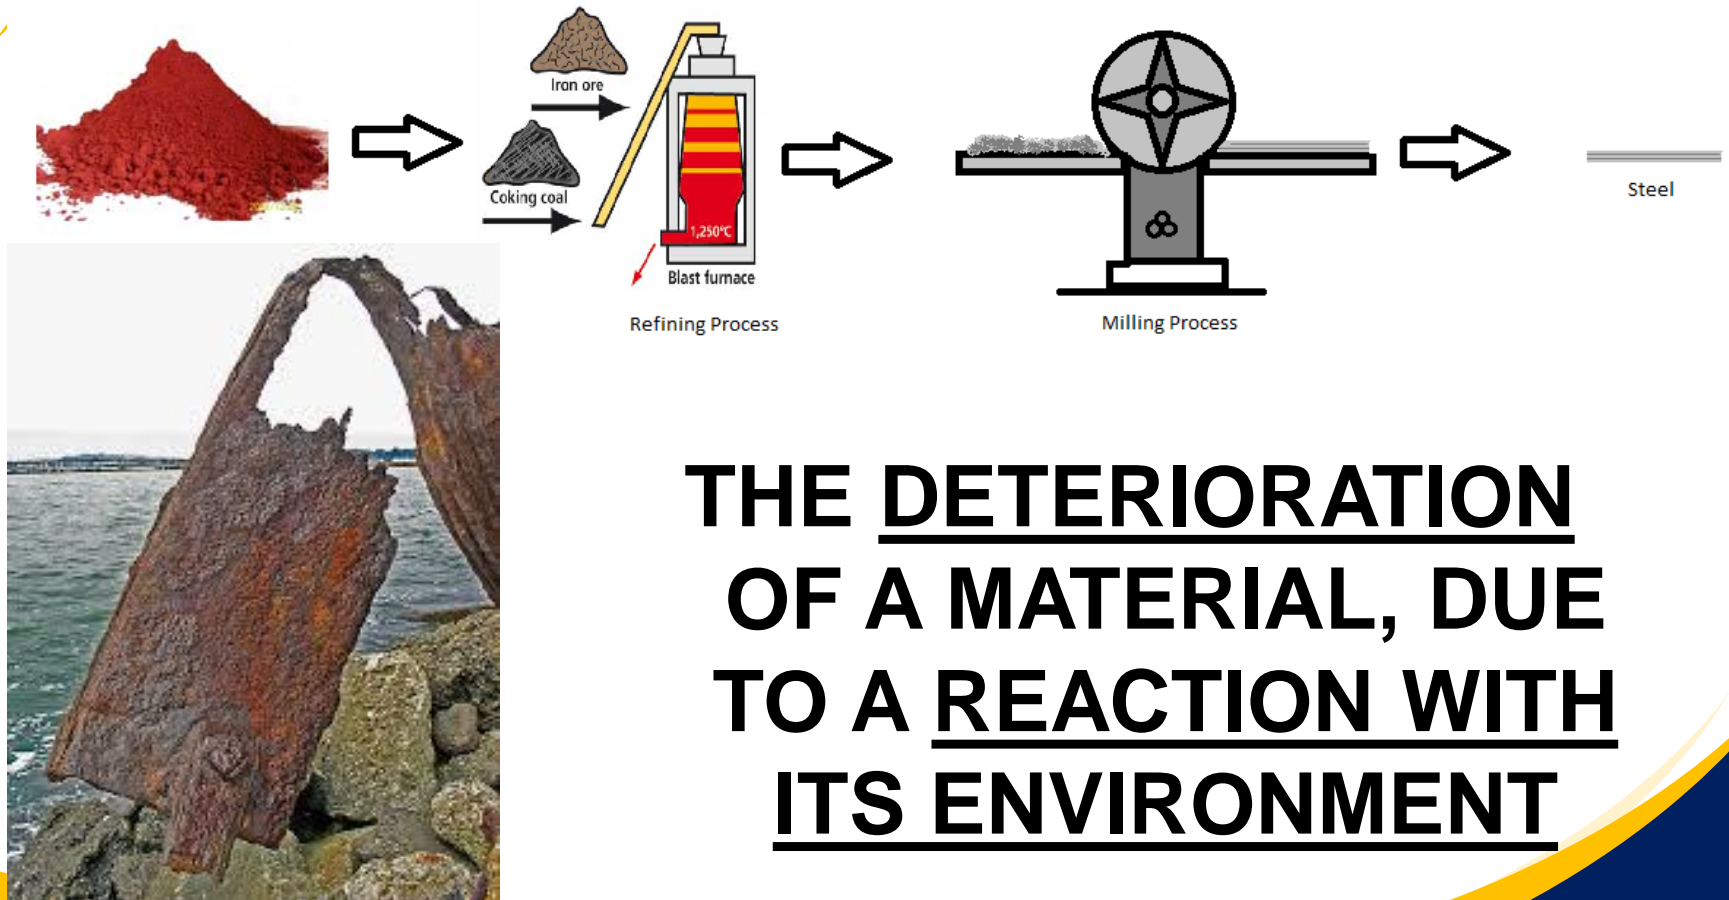 Iron ore
Coking coal
1,250°C
Blast furnace
Refining Process
Milling Process
Steel
THE DETERIORATION
OF A MATERIAL, DUE
TO A REACTION WITH
ITS ENVIRONMENT